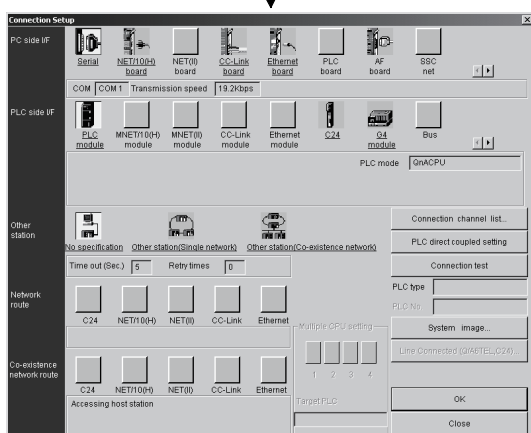 Connection Setup
PC side I/F
Serial
NET/10(H) board
NET(II) board
CC-Link board
Ethernet board
PLC board
AF board
SSC net
COM COM 1 Transmission speed 19.2Kbps
PLC side I/F
PLC module
MNET/10(H) module
MNET(II) module
CC-Link module
Ethernet module
C24
G4 module
Bus
PLC mode QnACPU
Other station
No specification
Other station(Single network)
Other station(Co-existence network)
Time out (Sec.) 5 Retry times 0
Connection channel list...
PLC direct coupled setting
Connection test
PLC type
PLC No.
System image...
Line Connected (Q/A6TEL,C24)...
OK
Close
Network route
C24 NET/10(H) NET(II) CC-Link Ethernet
Multiple CPU setting
1 2 3 4
Target PLC
Co-existence network route
C24 NET/10(H) NET(II) CC-Link Ethernet
Accessing host station